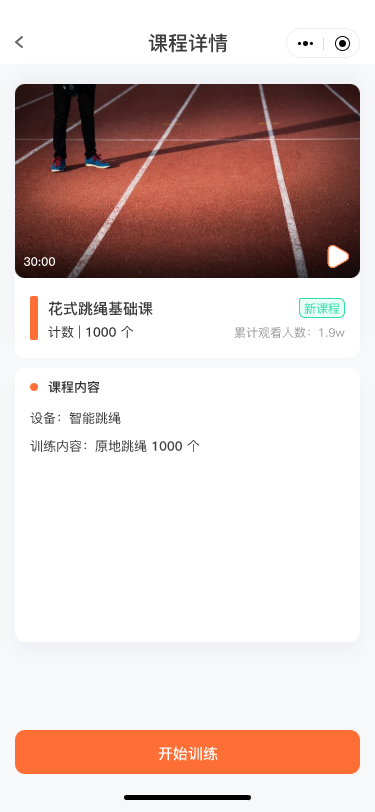 课程详情
30:00
花式跳绳基础课
新课程
计数 | 1000 个
累计观看人数：1.9w
课程内容
设备：智能跳绳
训练内容：原地跳绳 1000 个
开始训练